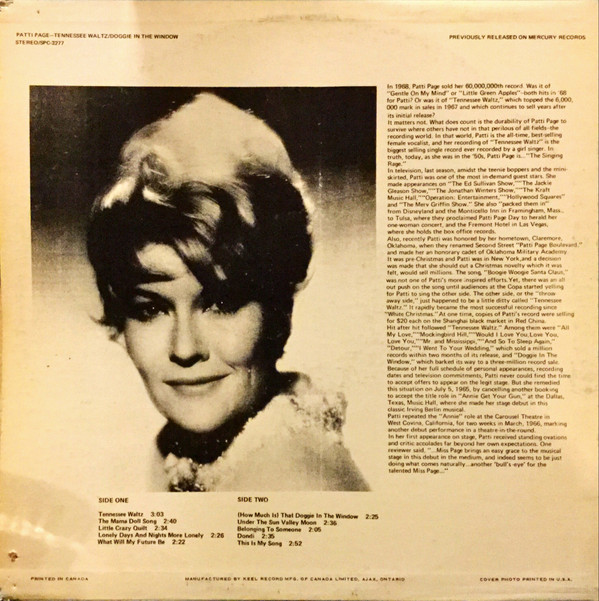 PATTI PAGE—TENNESSEE WALTZ/DOGGIE IN THE WINDOW
STEREO/SPC-3277
PREVIOUSLY RELEASED ON MERCURY RECORDS
In 1968, Patti Page sold her 60,000,000th record. Was it of
"Gentle On My Mind" or "Little Green Apples"-both hits in '68
for Patti? Or was it of "Tennessee Waltz," which topped the 6,000,
000 mark in sales in 1967 and which continues to sell years after
its initial release?
It matters not. What does count is the durability of Patti Page to
survive where others have not in that perilous of all fields-the
recording world. In that world, Patti is the all-time, best-selling
female vocalist, and her recording of "Tennessee Waltz" is the
biggest selling single record ever recorded by a girl singer. In
truth, today, as she was in the '50s, Patti Page is..."The Singing
Rage."
In television, last season, amidst the teenie boppers and the mini-
skirted, Patti was one of the most in-demand guest stars. She
made appearances on "The Ed Sullivan Show,""The Jackie
Gleason Show,""The Jonathan Winters Show,""The Kraft
Music Hall,""Operation: Entertainment,""Hollywood Squares"
and "The Merv Griffin Show." She also "packed them in"
from Disneyland and the Monticello Inn in Framingham, Mass.,
to Tulsa, where they proclaimed Patti Page Day to herald her
one-woman concert, and the Fremont Hotel in Las Vegas,
where she holds the box office records.
Also, recently Patti was honored by her hometown, Claremore,
Oklahoma, when they renamed Second Street "Patti Page Boulevard,"
and made her an honorary cadet of Oklahoma Military Academy.
It was pre-Christmas and Patti was in New York,and a decision
was made that she should cut a Christmas novelty which it was
felt, would sell millions. The song, "Boogie Woogie Santa Claus,"
was not one of Patti's more inspired efforts. Yet, there was an all
out push on the song until audiences at the Copa started yelling
for Patti to sing the other side. The other side, or the "throw
away side," just happened to be a little ditty called "Tennessee
Waltz." It rapidly became the most successful recording since
"White Christmas." At one time, copies of Patti's record were selling
for $20 each on the Shanghai black market in Red China.
Hit after hit followed "Tennessee Waltz." Among them were "All
My Love,""Mockingbird Hill,""Would I Love You,Love You,
Love You,""Mr. and Mississippi,""And So To Sleep Again,"
"Detour,""I Went To Your Wedding," which sold a million
records within two months of its release, and "Doggie In The
Window," which barked its way to a three-million record sale.
Because of her full schedule of personal appearances, recording
dates and television commitments, Patti never could find the time
to accept offers to appear on the legit stage. But she remedied
this situation on July 5, 1965, by cancelling another booking
to accept the title role in "Annie Get Your Gun," at the Dallas,
Texas, Music Hall, where she made her stage debut in this
classic Irving Berlin musical.
Patti repeated the "Annie" role at the Carousel Theatre in
West Covina, California, for two weeks in March, 1966, marking
another debut performance in a theatre-in-the-round.
In her first appearance on stage, Patti received standing ovations
and critic accolades far beyond her own expectations. One
reviewer said, "...Miss Page brings an easy grace to the musical
stage in this debut in the medium, and indeed seems to be just
doing what comes naturally...another "bull's-eye" for the
talented Miss Page..."
SIDE ONE
Tennessee Waltz 3:03
The Mama Doll Song 2:40
Little Crazy Quilt 2:34
Lonely Days And Nights More Lonely 2:26
What Will My Future Be 2:22
SIDE TWO
(How Much Is) That Doggie In The Window 2:25
Under The Sun Valley Moon 2:36
Belonging To Someone 2:05
Dondi 2:35
This Is My Song 2:52
PRINTED IN CANADA
MANUFACTURED BY KEEL RECORD MFG. OF CANADA LIMITED, AJAX, ONTARIO
COVER PHOTO PRINTED IN U.S.A.